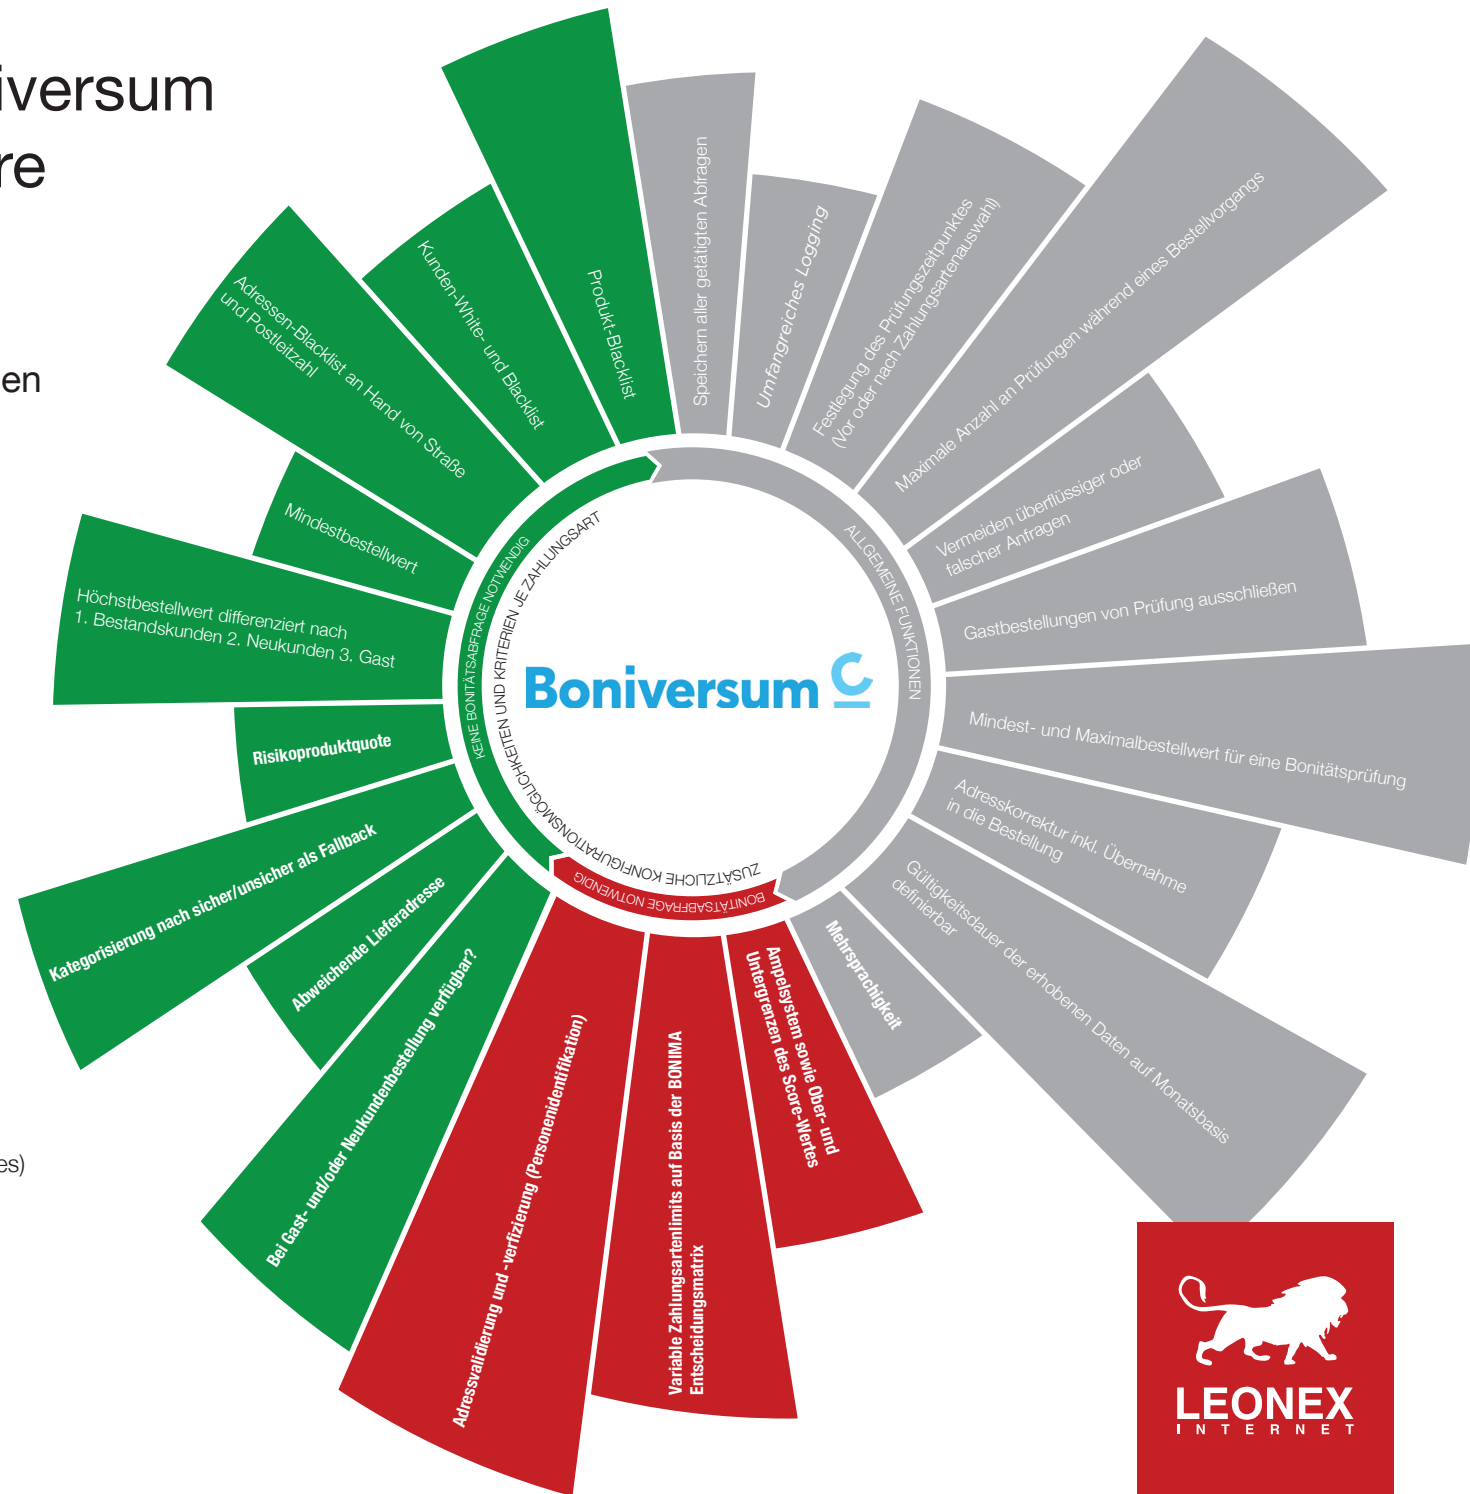 iversum
re
en
es)
Speichern aller getätigten Abfragen
Umfangreiches Logging
Festlegung des Prüfungszeitpunktes
(Vor oder nach Zahlungsartenauswahl)
Maximale Anzahl an Prüfungen während eines Bestellvorgangs
Vermeiden überflüssiger oder
falscher Anfragen
Gastbestellungen von Prüfung ausschließen
Mindest- und Maximalbestellwert für eine Bonitätsprüfung
Adresskorrektur inkl. Übernahme
in die Bestellung
Gültigkeitsdauer der erhobenen Daten auf Monatsbasis
definierbar
Mehrsprachigkeit
Ampelsystem sowie Ober- und
Untergrenzen des Score-Wertes
Variable Zahlungsartenlimits auf Basis der BONIMA
Entscheidungsmatrix
Adressvalidierung und -verfizierung (Personenidentifikation)
Bei Gast- und/oder Neukundenbestellung verfügbar?
Abweichende Lieferadresse
Kategorisierung nach sicher/unsicher als Fallback
Risikoproduktquote
Höchstbestellwert differenziert nach
1. Bestandskunden 2. Neukunden 3. Gast
Mindestbestellwert
Adressen-Blacklist an Hand von Straße
und Postleitzahl
Kunden-White- und Blacklist
Produkt-Blacklist
ALLGEMEINE FUNKTIONEN
BONITÄTSABFRAGE NOTWENDIG
KEINE BONITÄTSABFRAGE NOTWENDIG
ZUSÄTZLICHE KONFIGURATIONSMÖGLICHKEITEN UND KRITERIEN JE ZAHLUNGSART
Boniversum
LEONEX
INTERNET